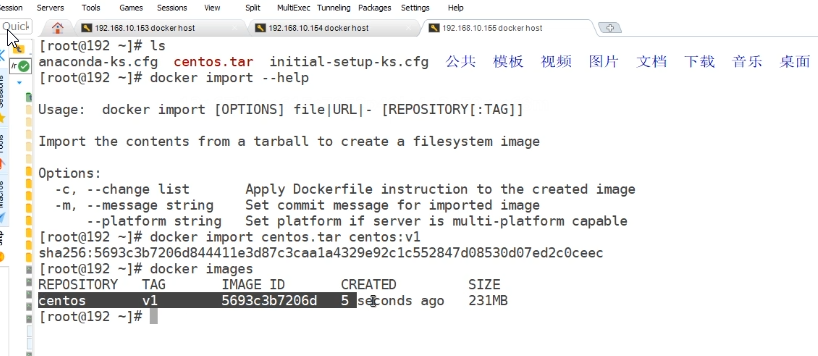 Session Servers Tools Games Sessions View Split MultiExec Tunneling Packages Settings Help
Quick
192.168.10.153 docker host 192.168.10.154 docker host 192.168.10.155 docker host
[root@192 ~]# ls
anaconda-ks.cfg centos.tar initial-setup-ks.cfg 公共 模板 视频 图片 文档 下载 音乐 桌面
[root@192 ~]# docker import --help
Usage: docker import [OPTIONS] file|URL|- [REPOSITORY[:TAG]]
Import the contents from a tarball to create a filesystem image
Options:
-c, --change list Apply Dockerfile instruction to the created image
-m, --message string Set commit message for imported image
--platform string Set platform if server is multi-platform capable
[root@192 ~]# docker import centos.tar centos:v1
sha256:5693c3b7206d844411e3d87c3caa1a4329e92c1c552847d08530d07ed2c0ceec
[root@192 ~]# docker images
REPOSITORY TAG IMAGE ID CREATED SIZE
centos v1 5693c3b7206d 5 seconds ago 231MB
[root@192 ~]#